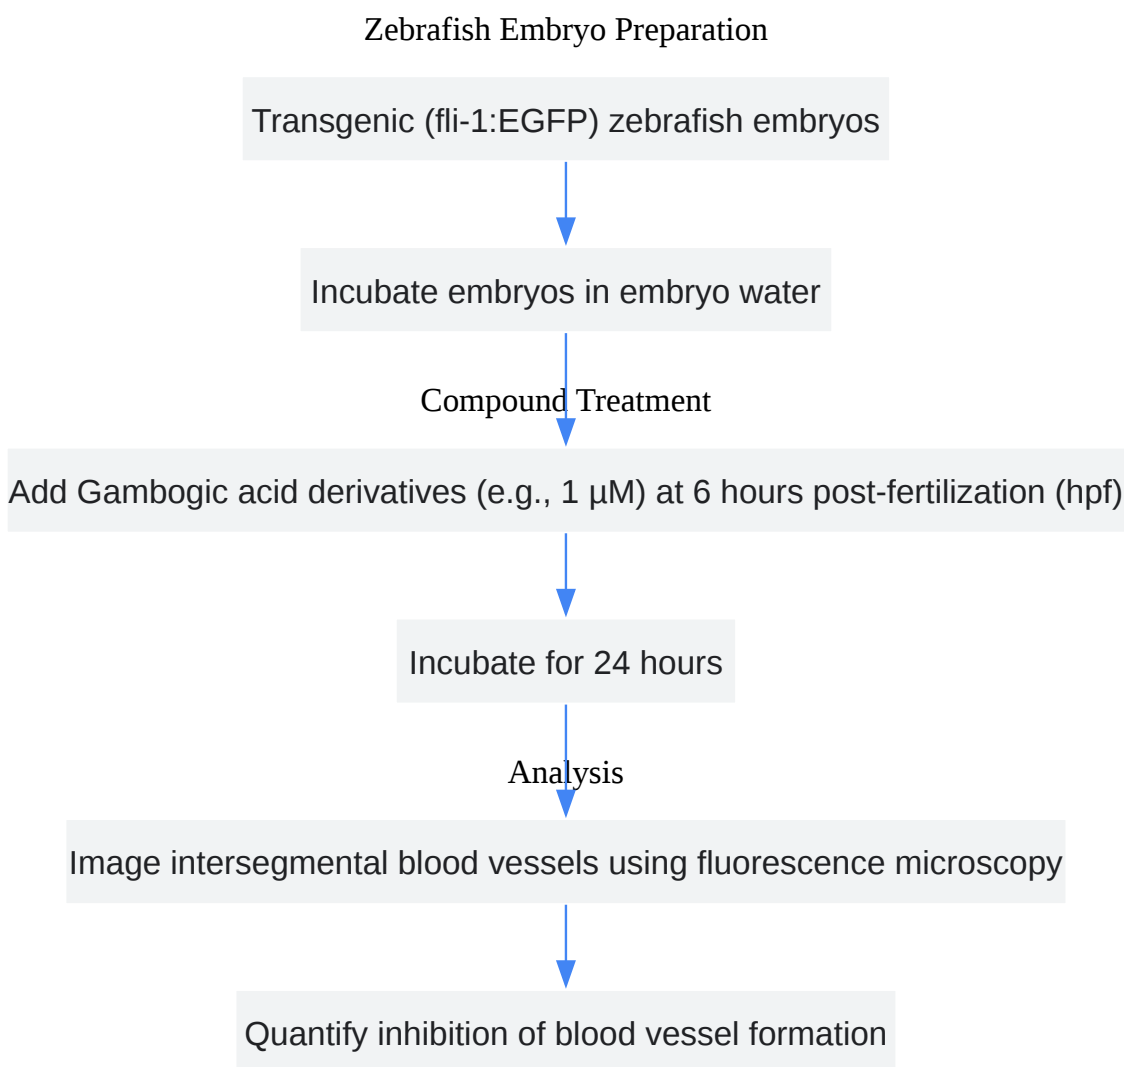 Zebrafish Embryo Preparation
Transgenic (fli-1:EGFP) zebrafish embryos
Incubate embryos in embryo water
Compound Treatment
Add Gambogic acid derivatives (e.g., 1 µM) at 6 hours post-fertilization (hpf)
Incubate for 24 hours
Analysis
Image intersegmental blood vessels using fluorescence microscopy
Quantify inhibition of blood vessel formation